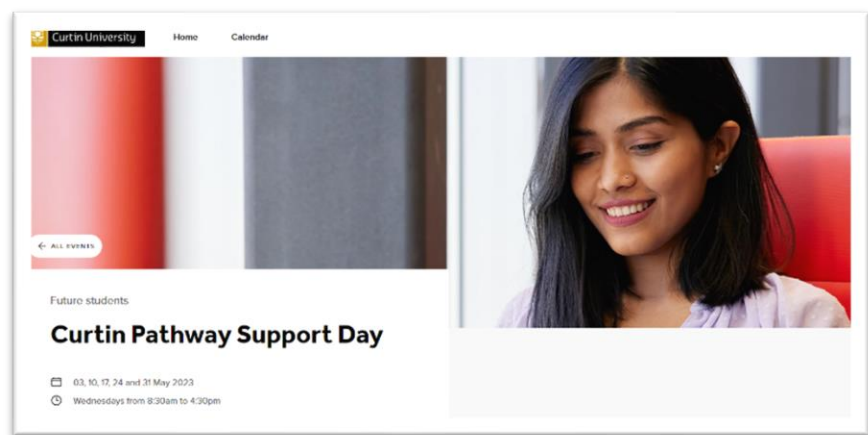 Curtin University Home Calendar
← ALL EVENTS
Future students
Curtin Pathway Support Day
03, 10, 17, 24 and 31 May 2023
Wednesdays from 8:30am to 4:30pm